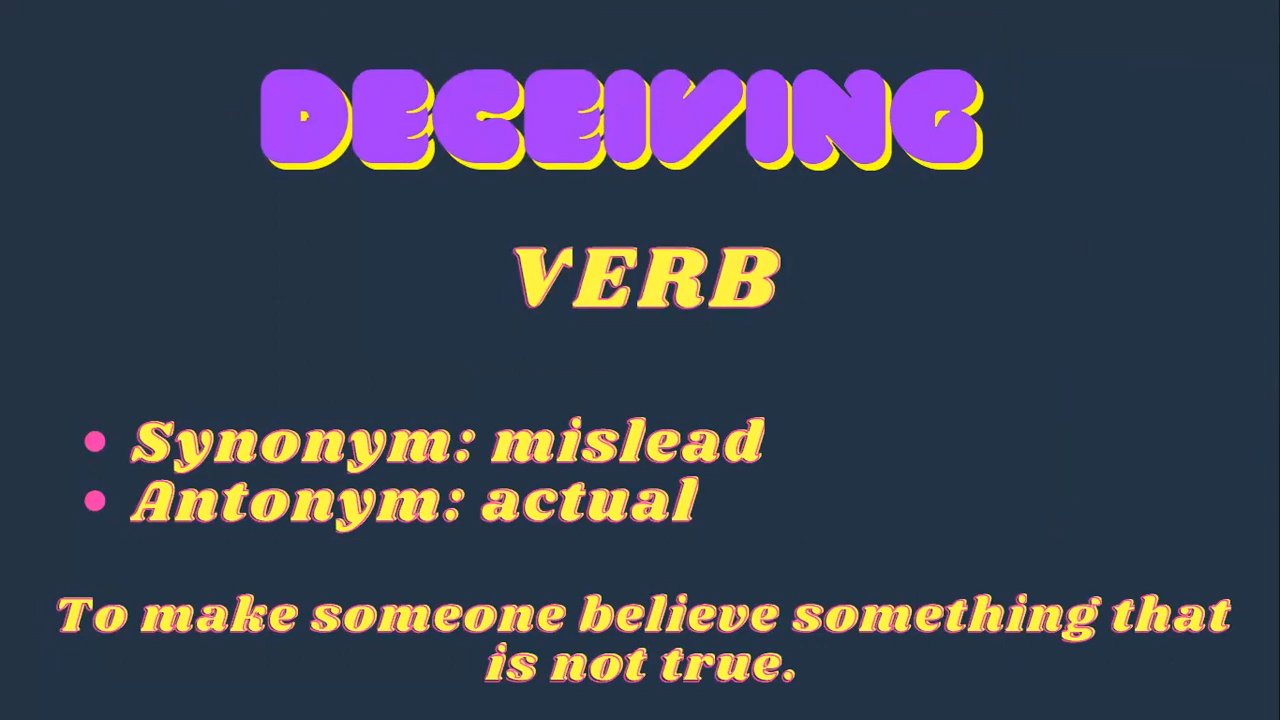 DECEIVING
VERB
• Synonym: mislead
• Antonym: actual
To make someone believe something that
is not true.